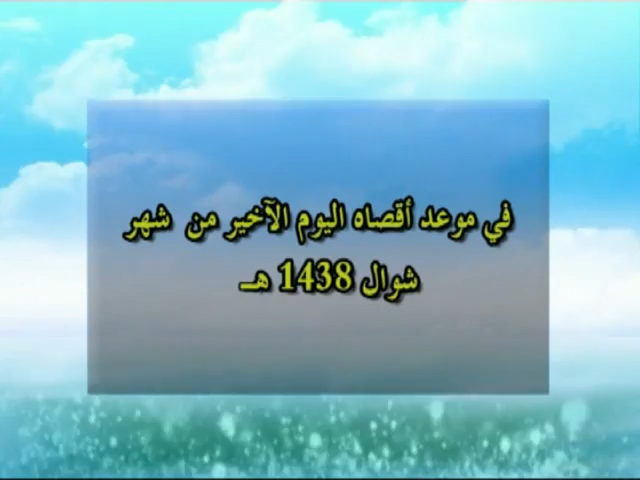 في موعد أقصاه اليوم الآخير من شهر
شوال 1438 هـ